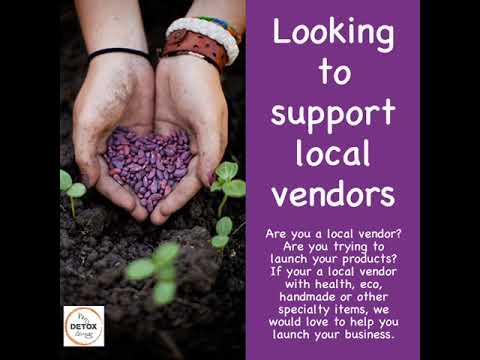 Looking
to
support
local
vendors
Are you a local vendor?
Are you trying to
launch your products?
If your a local vendor
with health, eco,
handmade or other
specialty items, we
would love to help you
launch your business.
DETOX